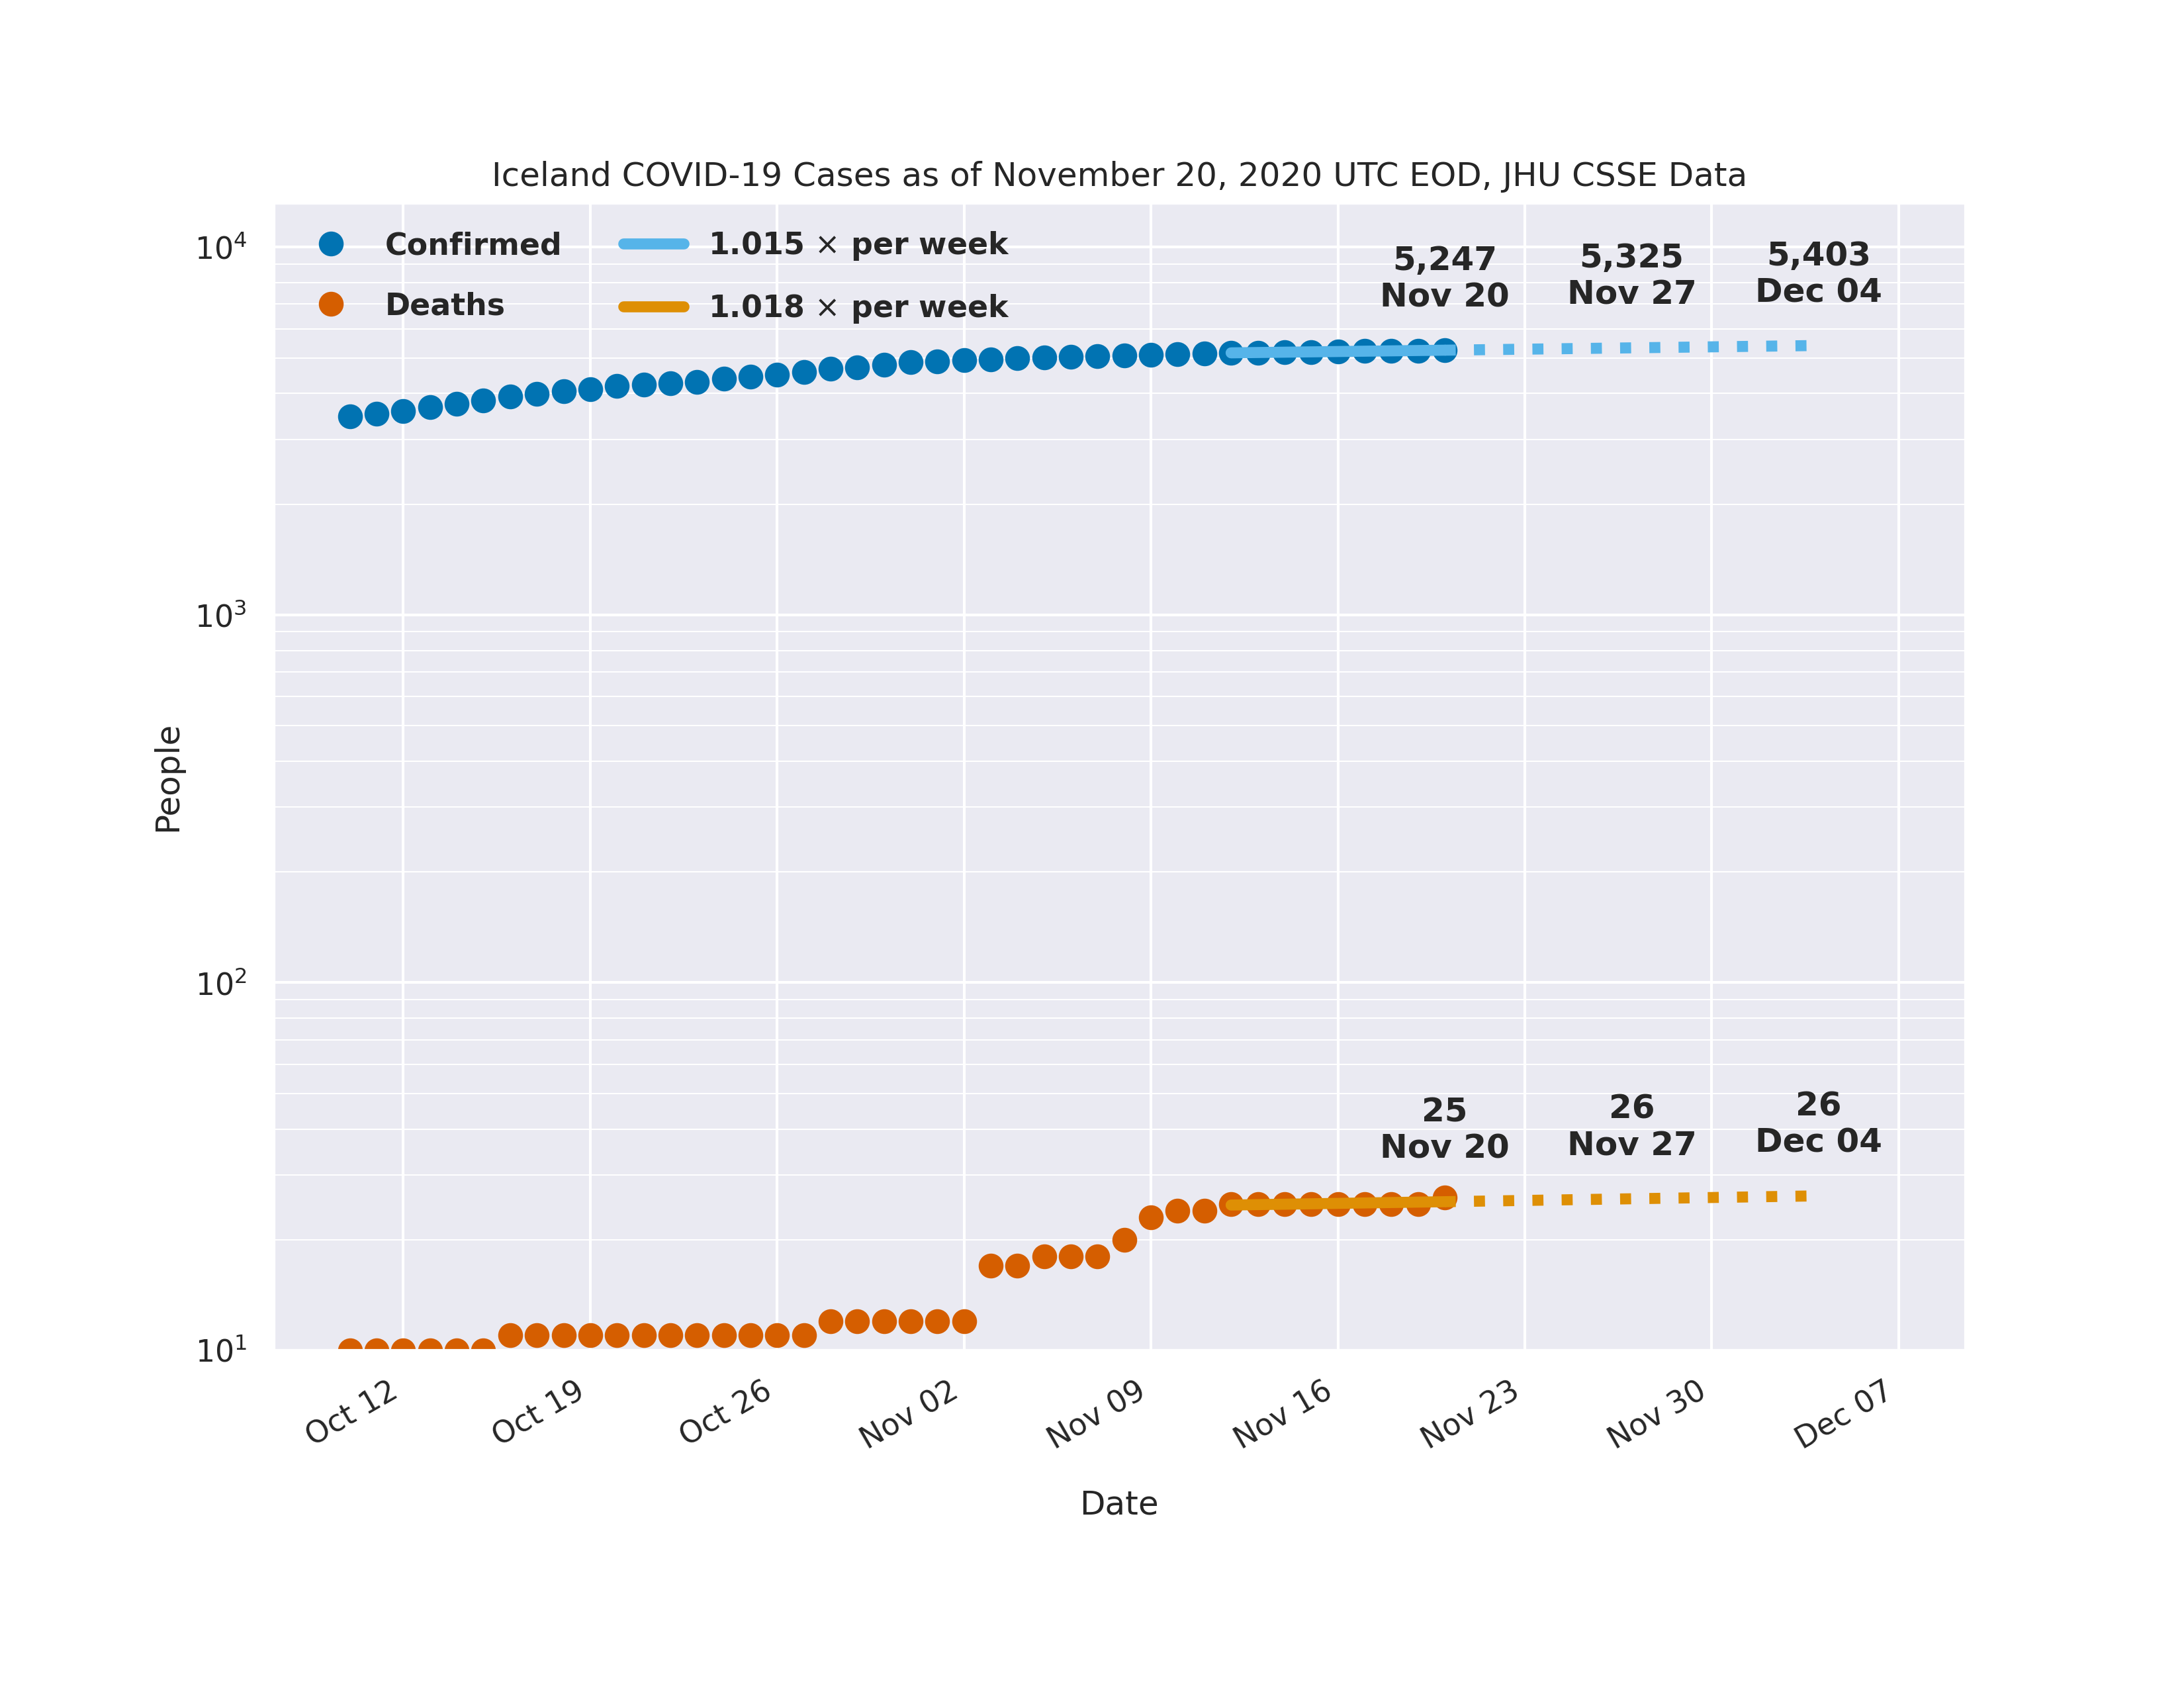 Iceland COVID-19 Cases as of November 20, 2020 UTC EOD, JHU CSSE Data
Confirmed
Deaths
1.015 × per week
1.018 × per week
5,247
Nov 20
5,325
Nov 27
5,403
Dec 04
25
Nov 20
26
Nov 27
26
Dec 04
10⁴
10³
10²
10¹
People
Oct 12
Oct 19
Oct 26
Nov 02
Nov 09
Nov 16
Nov 23
Nov 30
Dec 07
Date